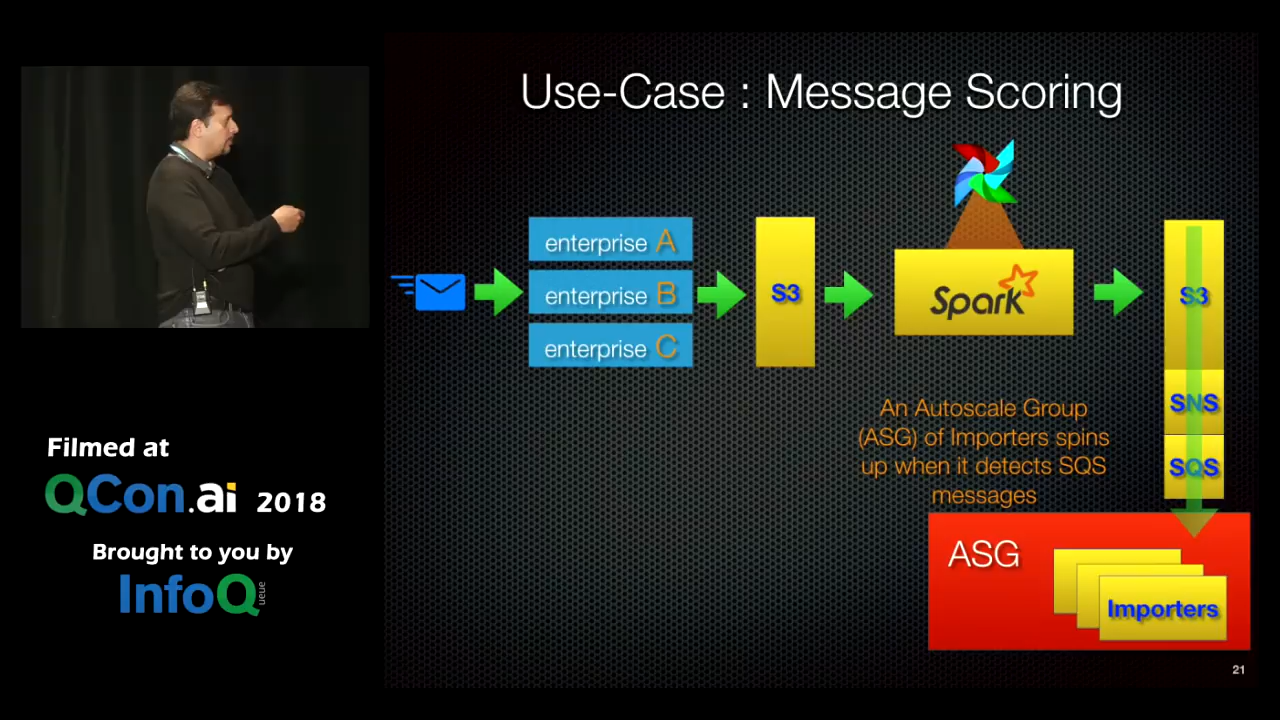 Use-Case : Message Scoring
enterprise A
enterprise B
enterprise C
S3
Spark
S3
SNS
SQS
An Autoscale Group
(ASG) of Importers spins
up when it detects SQS
messages
ASG
Importers
21
Filmed at
QCon.ai 2018
Brought to you by
InfoQueue